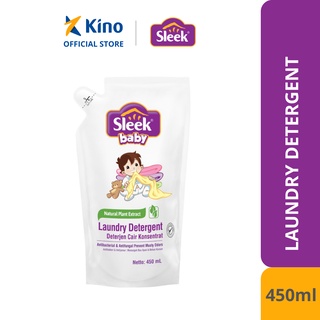 Kino
OFFICIAL STORE
Sleek
Sleek
baby
Natural Plant Extract
Laundry Detergent
Deterjen Cair Konsentrat
Antibacterial & Antifungal Prevent Musty Odors
Netto: 450 mL
LAUNDRY DETERGENT
450ml